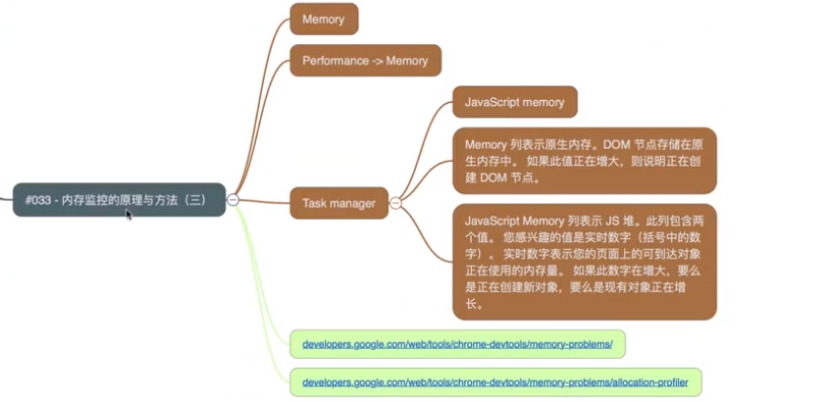 Memory
Performance -> Memory
#033 - 内存监控的原理与方法（三）
Task manager
JavaScript memory
Memory 列表示原生内存。DOM 节点存储在原
生内存中。 如果此值正在增大，则说明正在创
建 DOM 节点。
JavaScript Memory 列表示 JS 堆。此列包含两
个值。 您感兴趣的值是实时数字（括号中的数
字）。 实时数字表示您的页面上的可到达对象
正在使用的内存量。 如果此数字在增大，要么
是正在创建新对象，要么是现有对象正在增
长。
developers.google.com/web/tools/chrome-devtools/memory-problems/
developers.google.com/web/tools/chrome-devtools/memory-problems/allocation-profiler